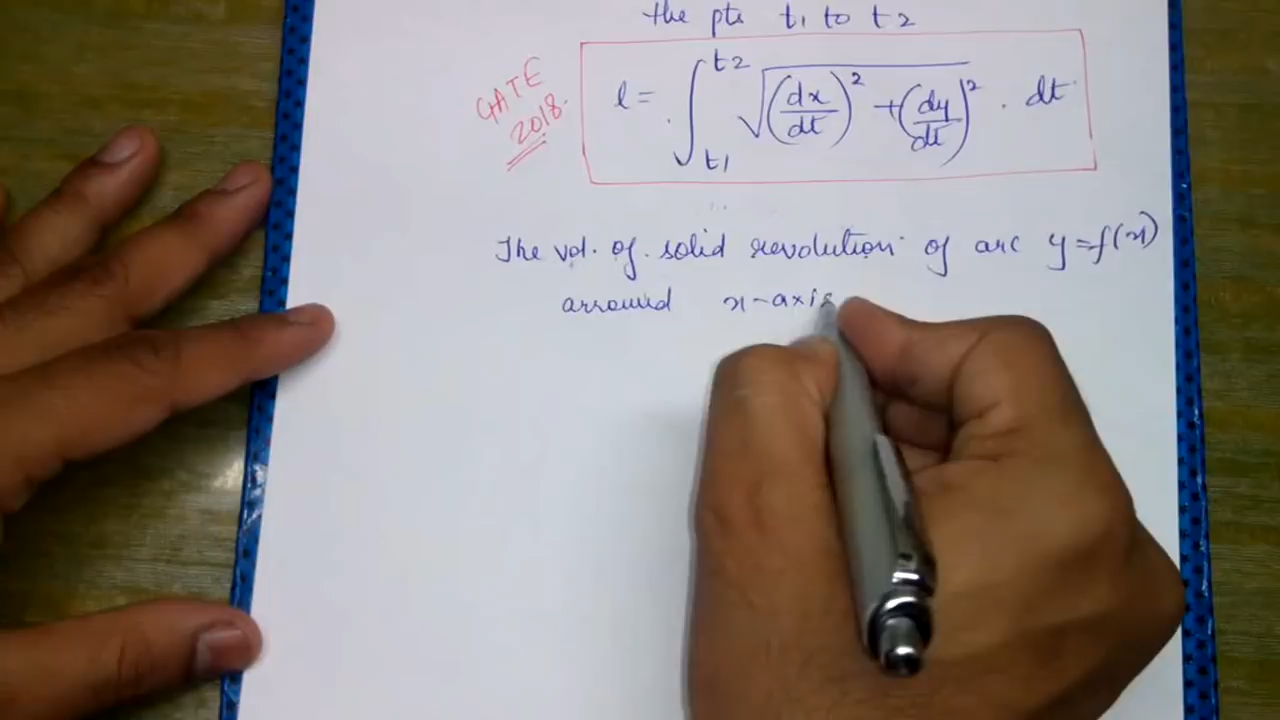 the pts t1 to t2
GATE
2018.
l = ∫_{t1}^{t2} √((dx/dt)² + (dy/dt)²) . dt
The vol. of. solid revolution of arc y=f(x)
arround x-axis